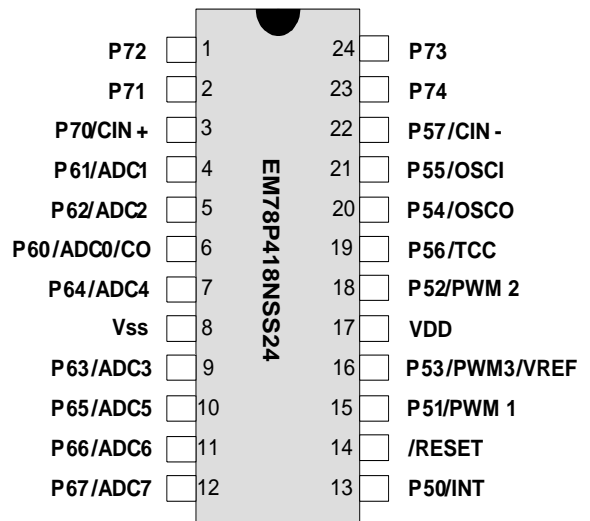 P72 1 24 P73
P71 2 23 P74
P70/CIN + 3 22 P57/CIN -
P61/ADC1 4 21 P55/OSCI
P62/ADC2 5 20 P54/OSCO
P60/ADC0/CO 6 19 P56/TCC
P64/ADC4 7 18 P52/PWM 2
Vss 8 17 VDD
P63/ADC3 9 16 P53/PWM3/VREF
P65/ADC5 10 15 P51/PWM 1
P66/ADC6 11 14 /RESET
P67/ADC7 12 13 P50/INT
EM78P418NSS24